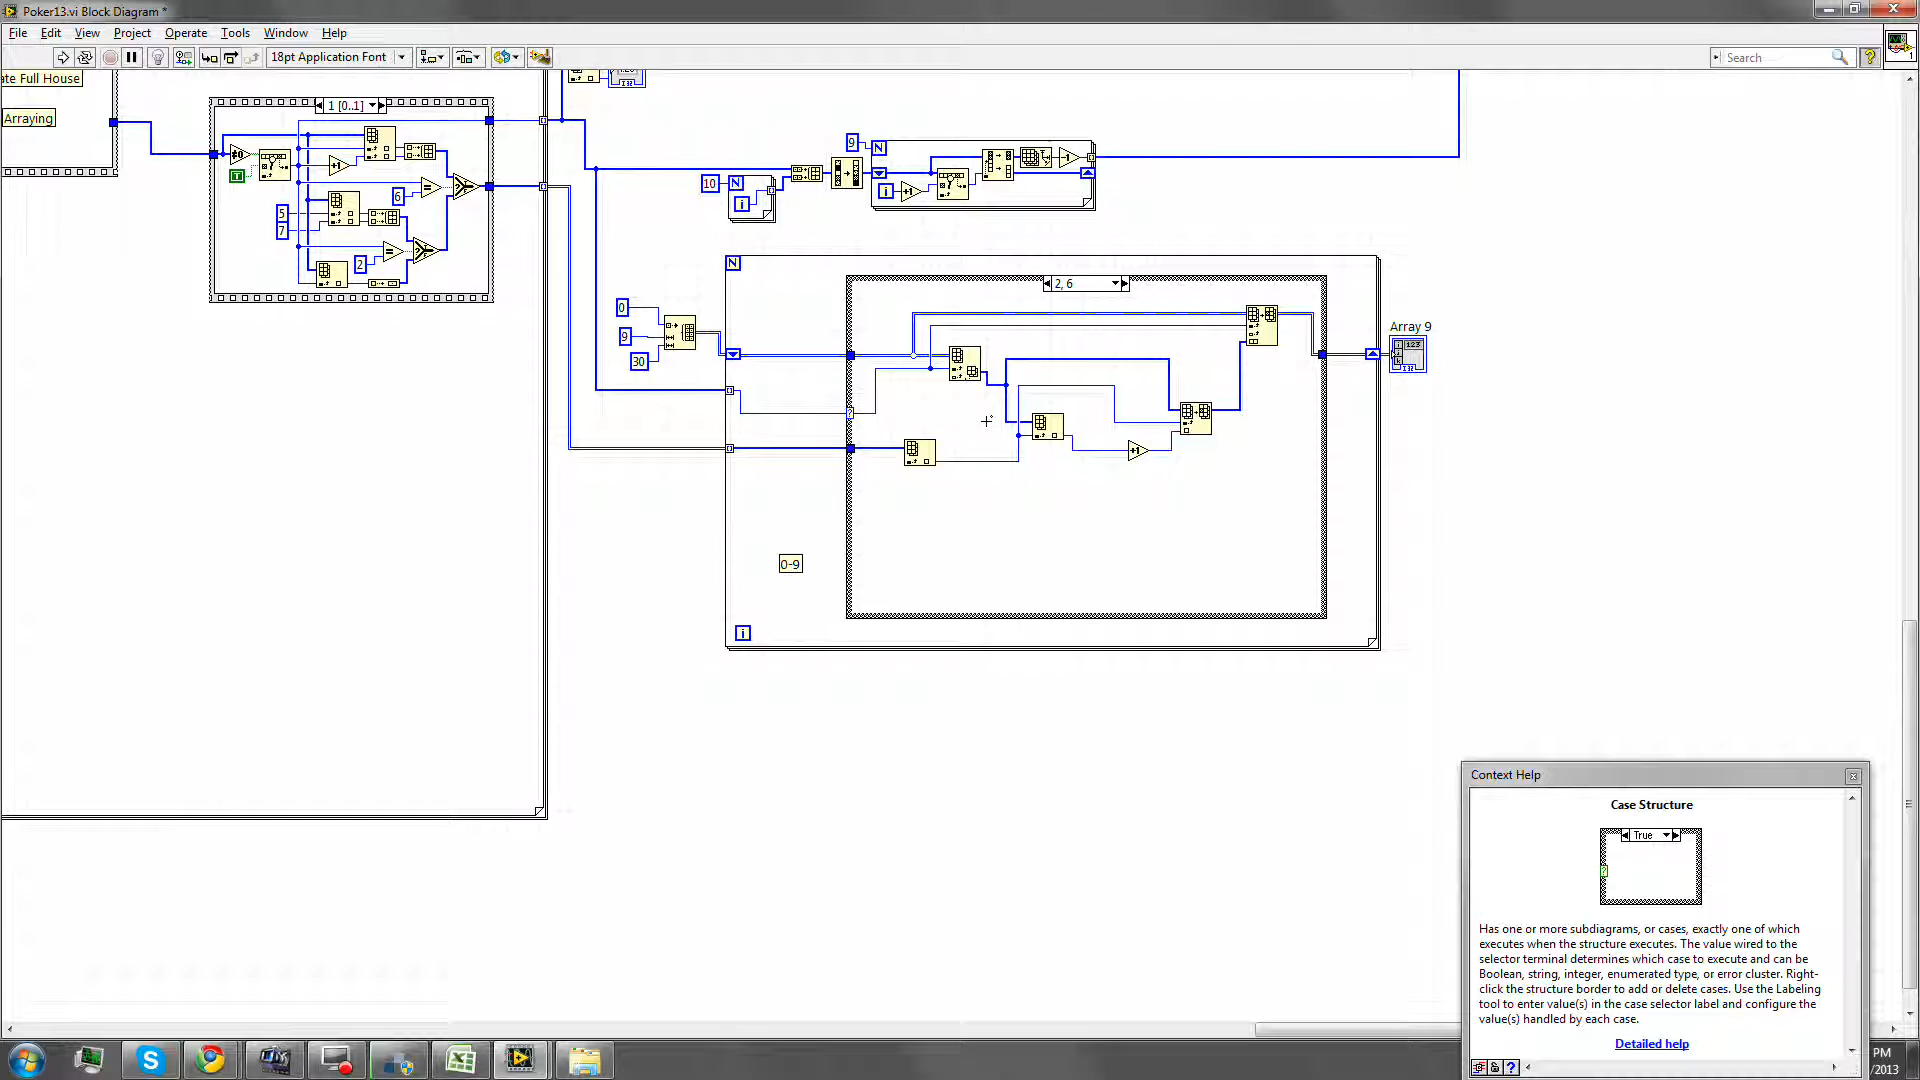 Poker13.vi Block Diagram *
File Edit View Project Operate Tools Window Help
18pt Application Font
Search
ate Full House
Arraying
1 [0..1]
T
+1
6
5
7
2
10
N
i
9
N
i
+1
-1
N
0
9
30
2, 6
+1
Array 9
123
0-9
i
Context Help
Case Structure
True
Has one or more subdiagrams, or cases, exactly one of which
executes when the structure executes. The value wired to the
selector terminal determines which case to execute and can be
Boolean, string, integer, enumerated type, or error cluster. Right-
click the structure border to add or delete cases. Use the Labeling
tool to enter value(s) in the case selector label and configure the
value(s) handled by each case.
Detailed help
PM
/2013